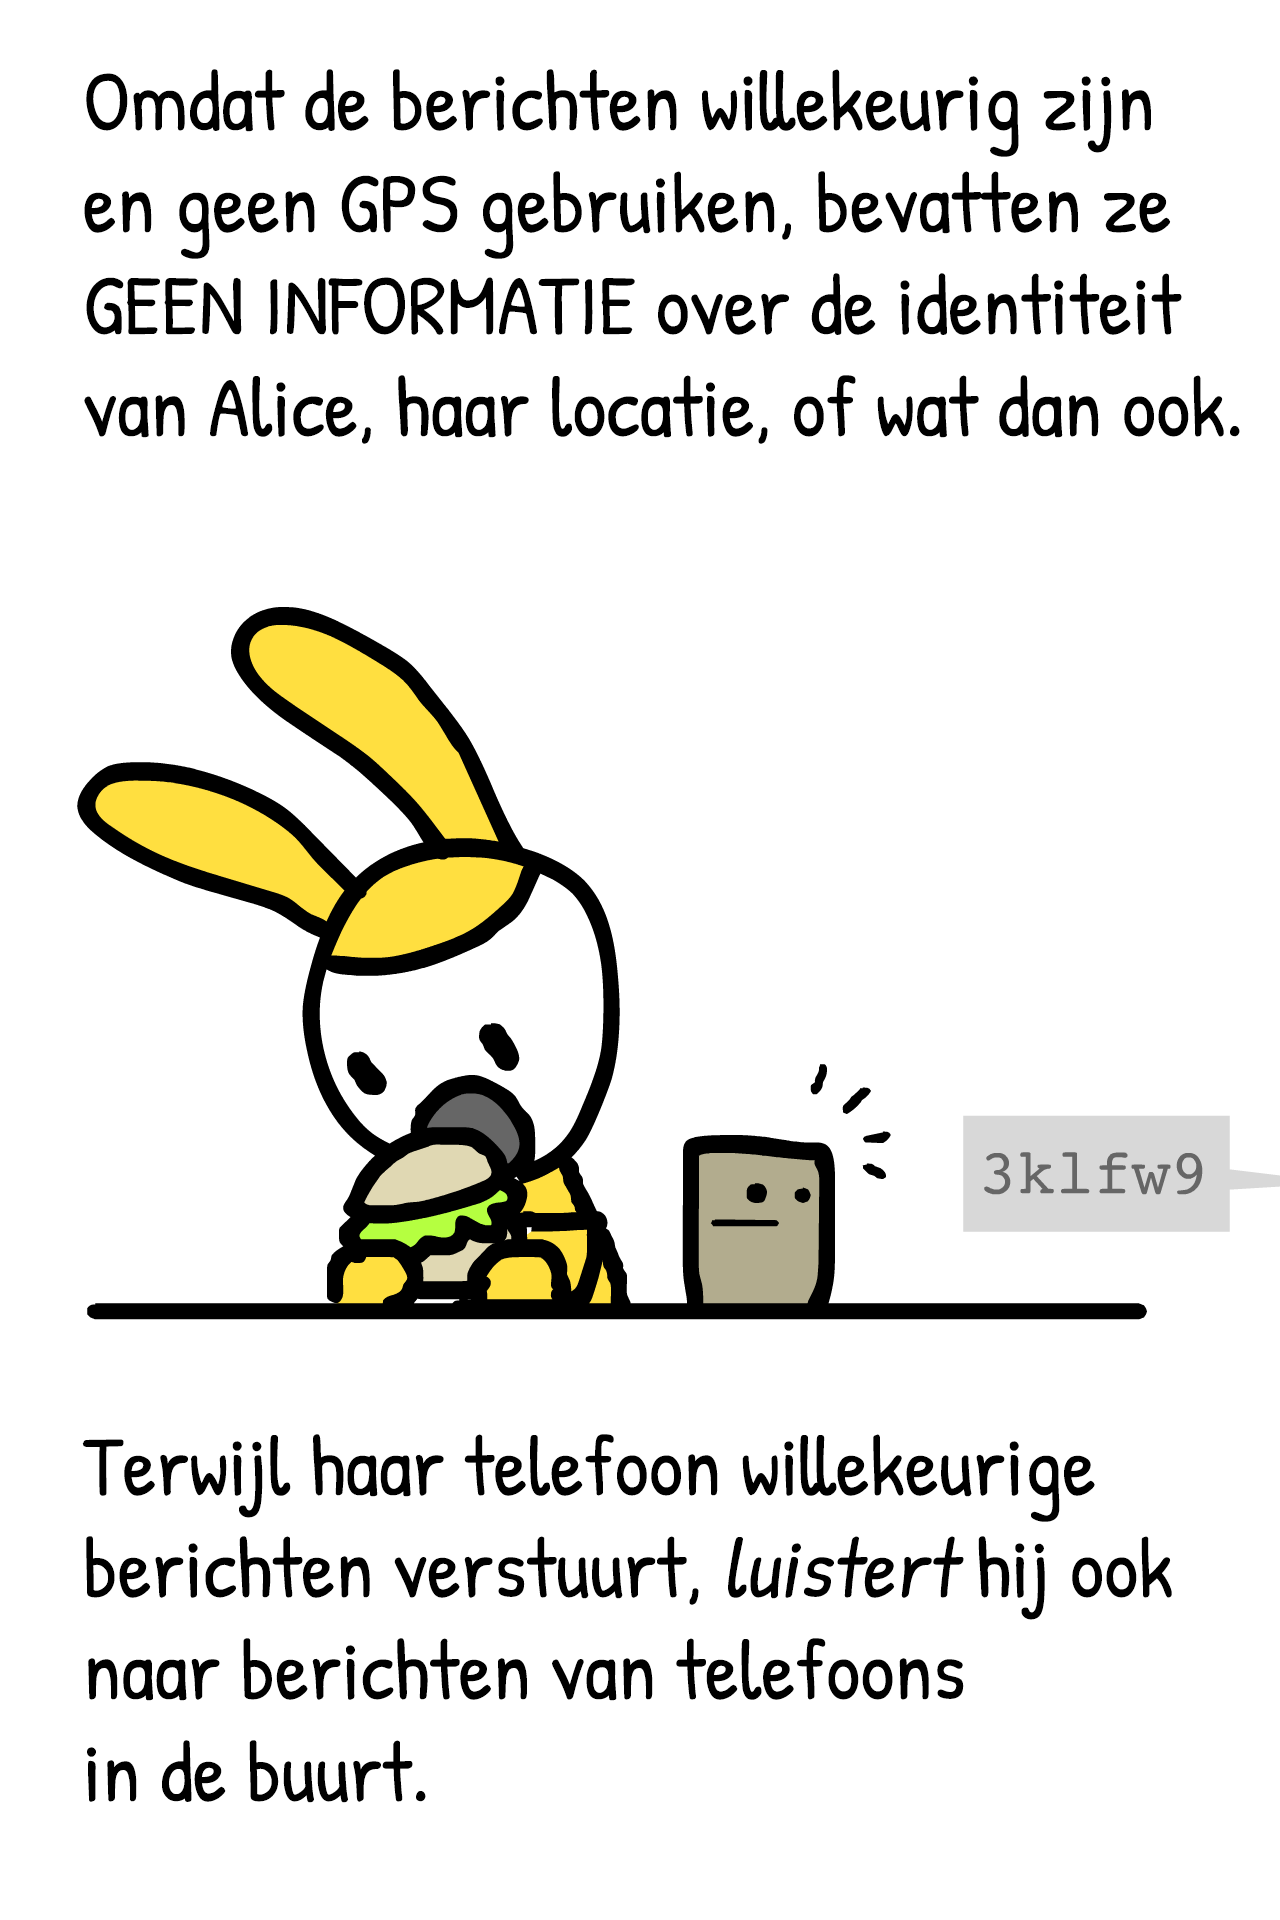 Omdat de berichten willekeurig zijn
en geen GPS gebruiken, bevatten ze
GEEN INFORMATIE over de identiteit
van Alice, haar locatie, of wat dan ook.
3klfw9
Terwijl haar telefoon willekeurige
berichten verstuurt, luistert hij ook
naar berichten van telefoons
in de buurt.